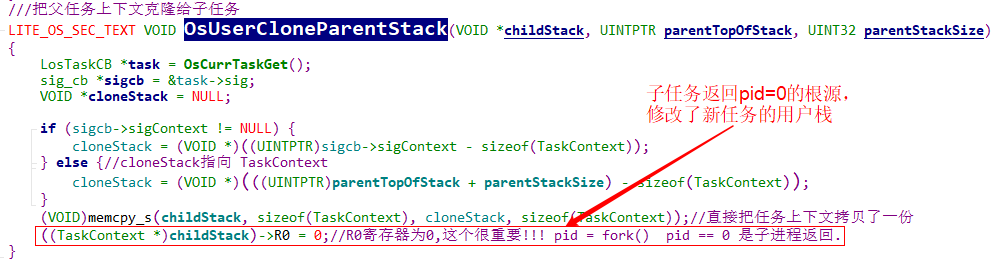 ///把父任务上下文克隆给子任务
LITE_OS_SEC_TEXT VOID OsUserCloneParentStack(VOID *childStack, UINTPTR parentTopOfStack, UINT32 parentStackSize)
{
    LosTaskCB *task = OsCurrTaskGet();
    sig_cb *sigcb = &task->sig;
    VOID *cloneStack = NULL;
子任务返回pid=0的根源，
修改了新任务的用户栈
    if (sigcb->sigContext != NULL) {
        cloneStack = (VOID *)((UINTPTR)sigcb->sigContext - sizeof(TaskContext));
    } else {//cloneStack指向 TaskContext
        cloneStack = (VOID *)(((UINTPTR)parentTopOfStack + parentStackSize) - sizeof(TaskContext));
    }
    (VOID)memcpy_s(childStack, sizeof(TaskContext), cloneStack, sizeof(TaskContext));//直接把任务上下文拷贝了一份
    ((TaskContext *)childStack)->R0 = 0;//R0寄存器为0,这个很重要!!! pid = fork()  pid == 0 是子进程返回.
}